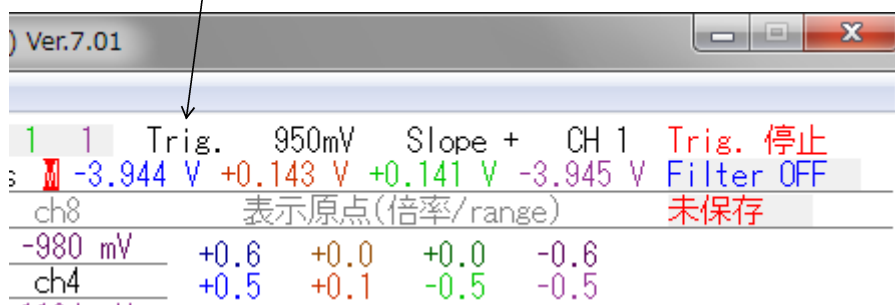 ) Ver.7.01
1 1 Trig. 950mV Slope + CH 1 Trig. 停止
s M -3.944 V +0.143 V +0.141 V -3.945 V Filter OFF
ch8 表示原点(倍率/range) 未保存
-980 mV +0.6 +0.0 +0.0 -0.6
ch4 +0.5 +0.1 -0.5 -0.5